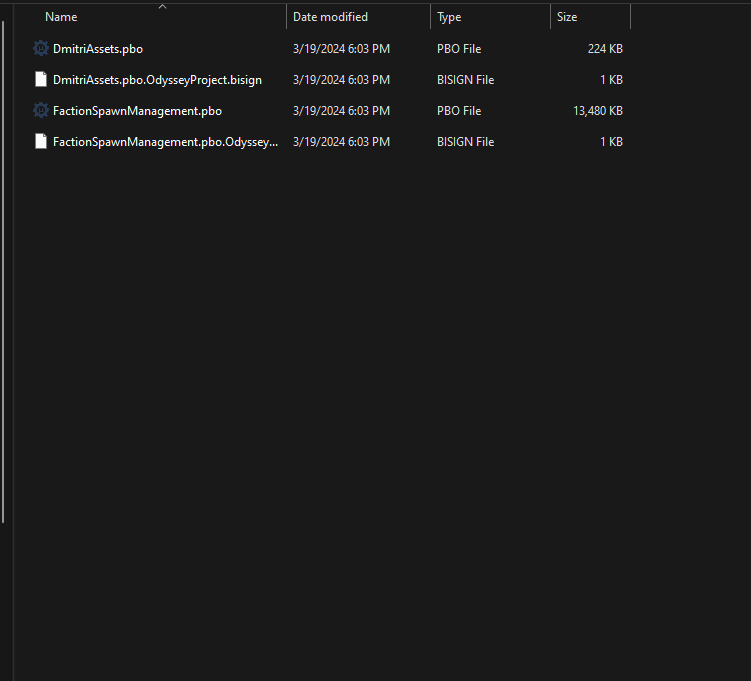 Name Date modified Type Size
DmitriAssets.pbo 3/19/2024 6:03 PM PBO File 224 KB
DmitriAssets.pbo.OdysseyProject.bisign 3/19/2024 6:03 PM BISIGN File 1 KB
FactionSpawnManagement.pbo 3/19/2024 6:03 PM PBO File 13,480 KB
FactionSpawnManagement.pbo.Odyssey... 3/19/2024 6:03 PM BISIGN File 1 KB